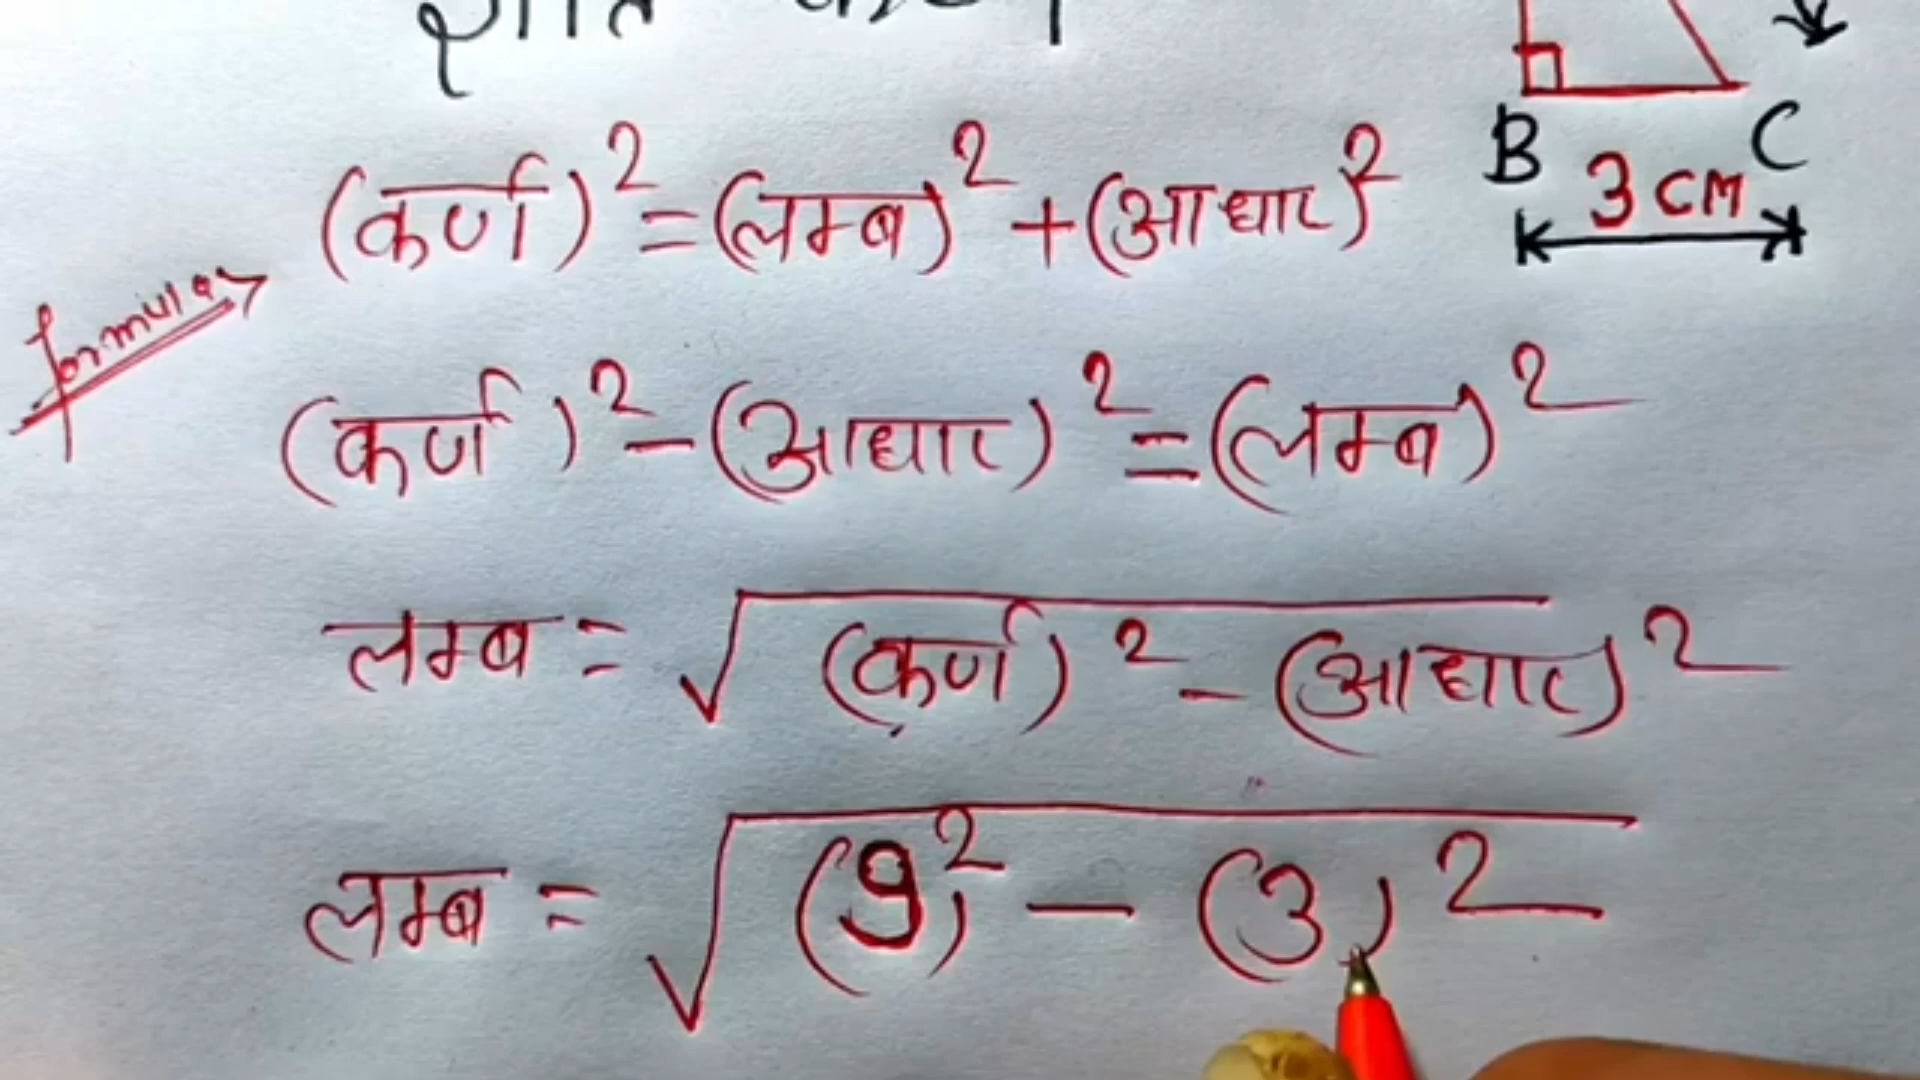 B C
3 CM
(कर्ण)² = (लम्ब)² + (आधार)²
formula
(कर्ण)² - (आधार)² = (लम्ब)²
लम्ब = √(कर्ण)² - (आधार)²
लम्ब = √(9)² - (3)²